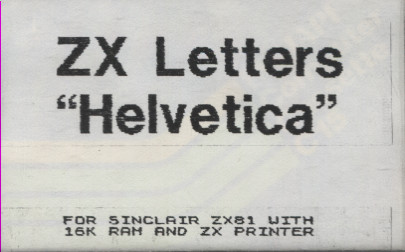 ZX Letters
“Helvetica”
FOR SINCLAIR ZX81 WITH
16K RAM AND ZX PRINTER